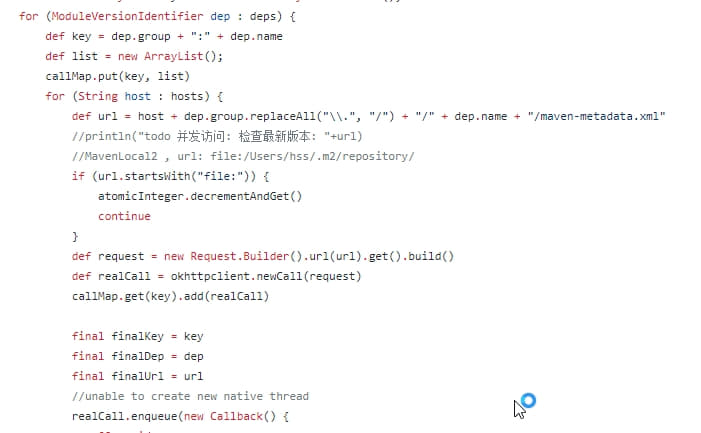 for (ModuleVersionIdentifier dep : deps) {
    def key = dep.group + ":" + dep.name
    def list = new ArrayList();
    callMap.put(key, list)
    for (String host : hosts) {
        def url = host + dep.group.replaceAll("\\.", "/") + "/" + dep.name + "/maven-metadata.xml"
        //println("todo 并发访问: 检查最新版本: "+url)
        //MavenLocal2 , url: file:/Users/hss/.m2/repository/
        if (url.startsWith("file:")) {
            atomicInteger.decrementAndGet()
            continue
        }
        def request = new Request.Builder().url(url).get().build()
        def realCall = okhttpclient.newCall(request)
        callMap.get(key).add(realCall)

        final finalKey = key
        final finalDep = dep
        final finalUrl = url
        //unable to create new native thread
        realCall.enqueue(new Callback() {